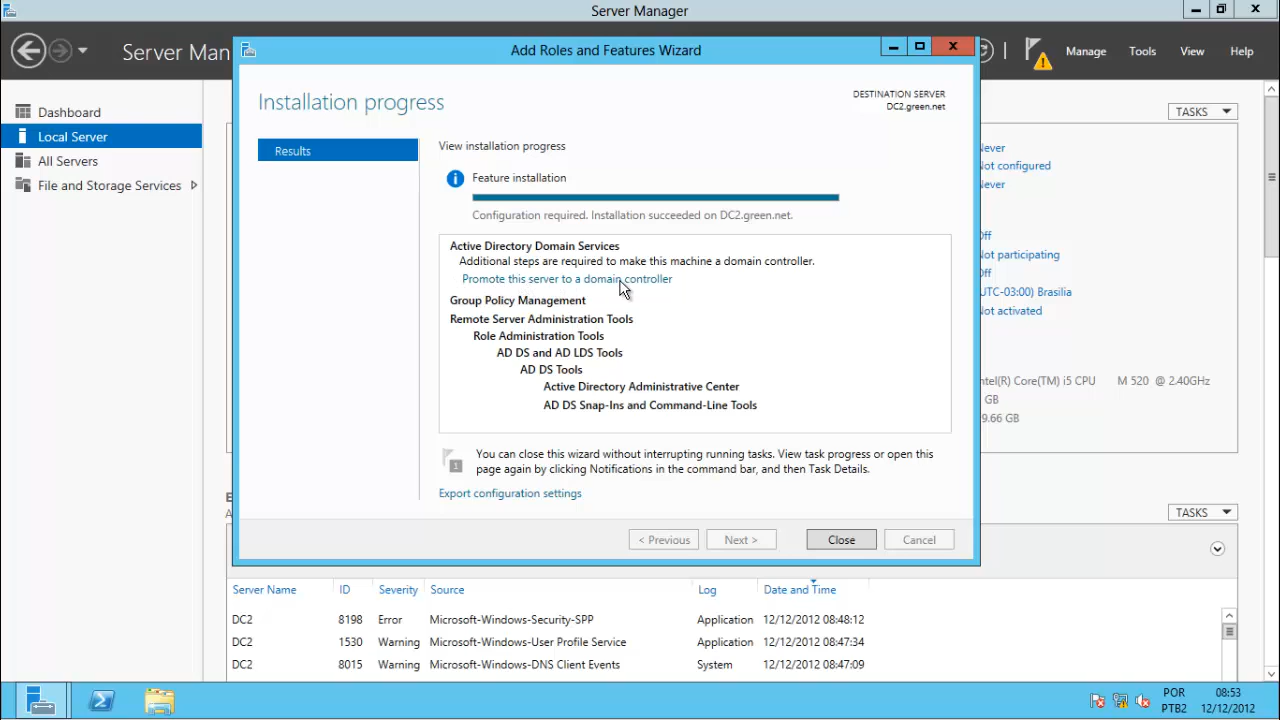 Server Manager
Server Man
Manage
Tools
View
Help
Dashboard
Local Server
All Servers
File and Storage Services
Add Roles and Features Wizard
Installation progress
DESTINATION SERVER
DC2.green.net
Results
View installation progress
Feature installation
Configuration required. Installation succeeded on DC2.green.net.
Active Directory Domain Services
Additional steps are required to make this machine a domain controller.
Promote this server to a domain controller
Group Policy Management
Remote Server Administration Tools
Role Administration Tools
AD DS and AD LDS Tools
AD DS Tools
Active Directory Administrative Center
AD DS Snap-Ins and Command-Line Tools
1
You can close this wizard without interrupting running tasks. View task progress or open this
page again by clicking Notifications in the command bar, and then Task Details.
Export configuration settings
< Previous
Next >
Close
Cancel
TASKS
Never
Not configured
Never
Off
Not participating
Off
(UTC-03:00) Brasilia
Not activated
Intel(R) Core(TM) i5 CPU M 520 @ 2.40GHz
GB
9.66 GB
TASKS
Server Name ID Severity Source Log Date and Time
DC2 8198 Error Microsoft-Windows-Security-SPP Application 12/12/2012 08:48:12
DC2 1530 Warning Microsoft-Windows-User Profile Service Application 12/12/2012 08:47:34
DC2 8015 Warning Microsoft-Windows-DNS Client Events System 12/12/2012 08:47:09
POR
PTB2
08:53
12/12/2012